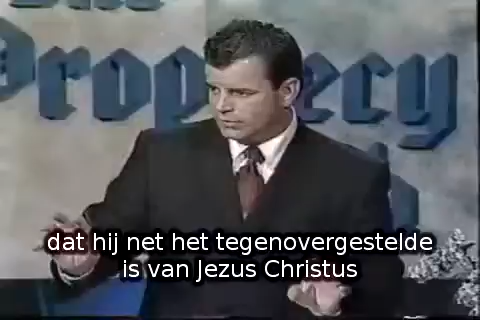 Prophecy
dat hij net het tegenovergestelde
is van Jezus Christus